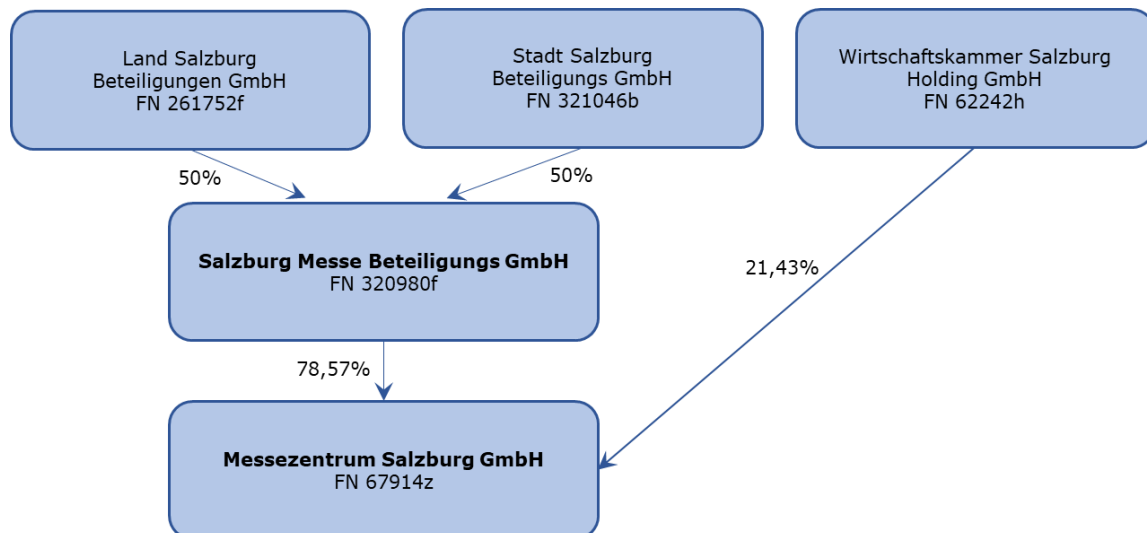 Land Salzburg
Beteiligungen GmbH
FN 261752f
Stadt Salzburg
Beteiligungs GmbH
FN 321046b
Wirtschaftskammer Salzburg
Holding GmbH
FN 62242h
50%
50%
Salzburg Messe Beteiligungs GmbH
FN 320980f
21,43%
78,57%
Messezentrum Salzburg GmbH
FN 67914z